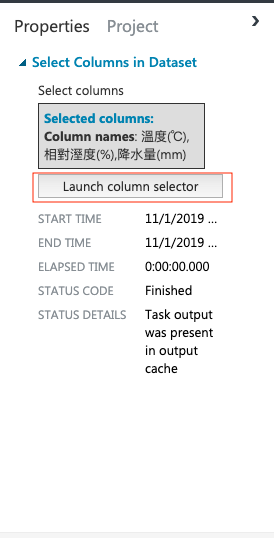 Properties Project
Select Columns in Dataset
Select columns
Selected columns:
Column names: 溫度(℃),
相對溼度(%),降水量(mm)
Launch column selector
START TIME 11/1/2019 ...
END TIME 11/1/2019 ...
ELAPSED TIME 0:00:00.000
STATUS CODE Finished
STATUS DETAILS Task output
was present
in output
cache